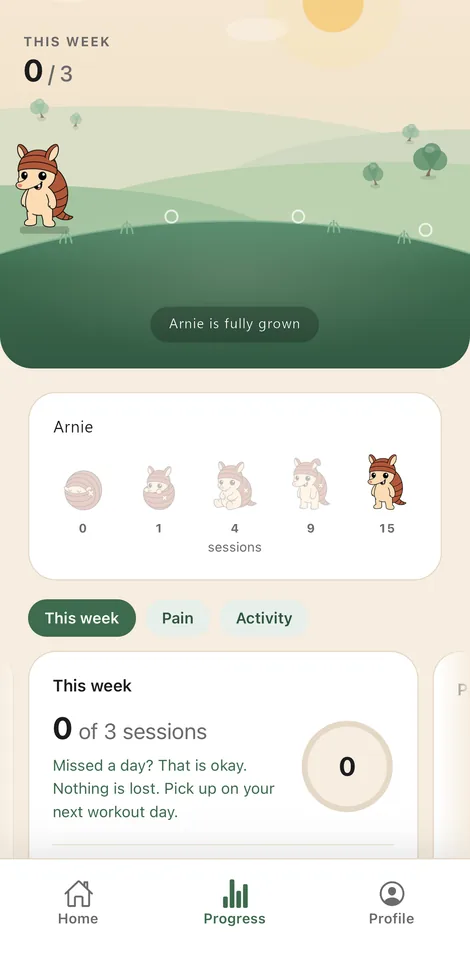 THIS WEEK
0 / 3
Arnie is fully grown
Arnie
0 1 4 9 15
sessions
This week Pain Activity
This week
0 of 3 sessions
0
Missed a day? That is okay.
Nothing is lost. Pick up on your
next workout day.
P
Home Progress Profile